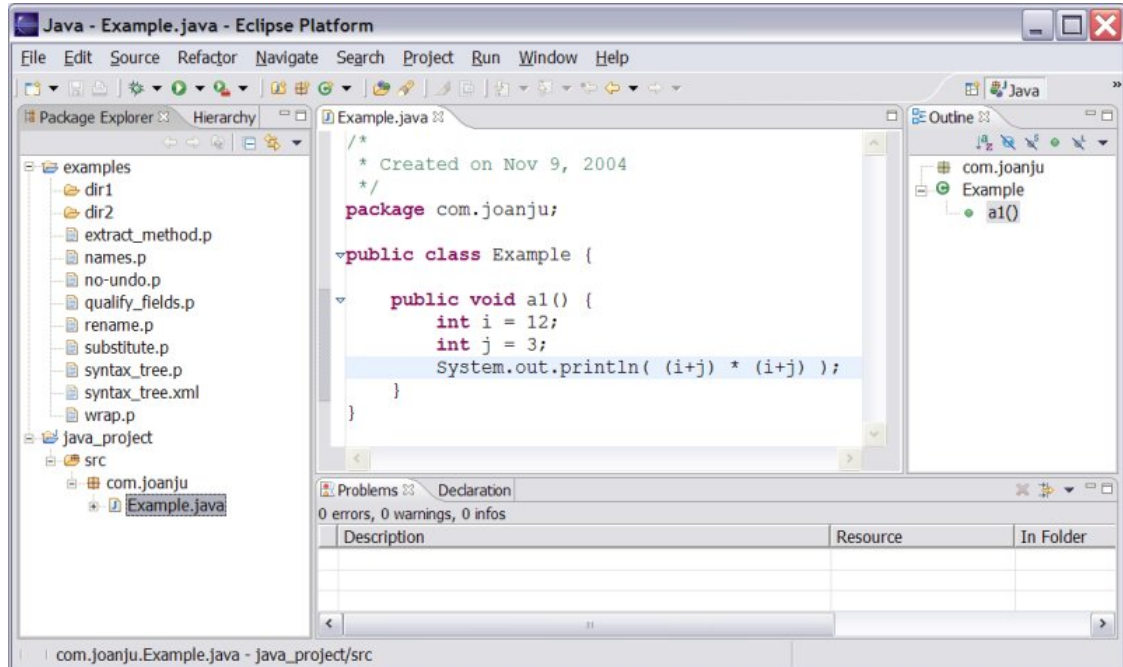 Java - Example.java - Eclipse Platform
File Edit Source Refactor Navigate Search Project Run Window Help
Java
Package Explorer Hierarchy
examples
dir1
dir2
extract_method.p
names.p
no-undo.p
qualify_fields.p
rename.p
substitute.p
syntax_tree.p
syntax_tree.xml
wrap.p
java_project
src
com.joanju
Example.java
Example.java
/*
* Created on Nov 9, 2004
*/
package com.joanju;
public class Example {
public void a1() {
int i = 12;
int j = 3;
System.out.println( (i+j) * (i+j) );
}
}
Outline
com.joanju
Example
a1()
Problems Declaration
0 errors, 0 warnings, 0 infos
Description Resource In Folder
com.joanju.Example.java - java_project/src